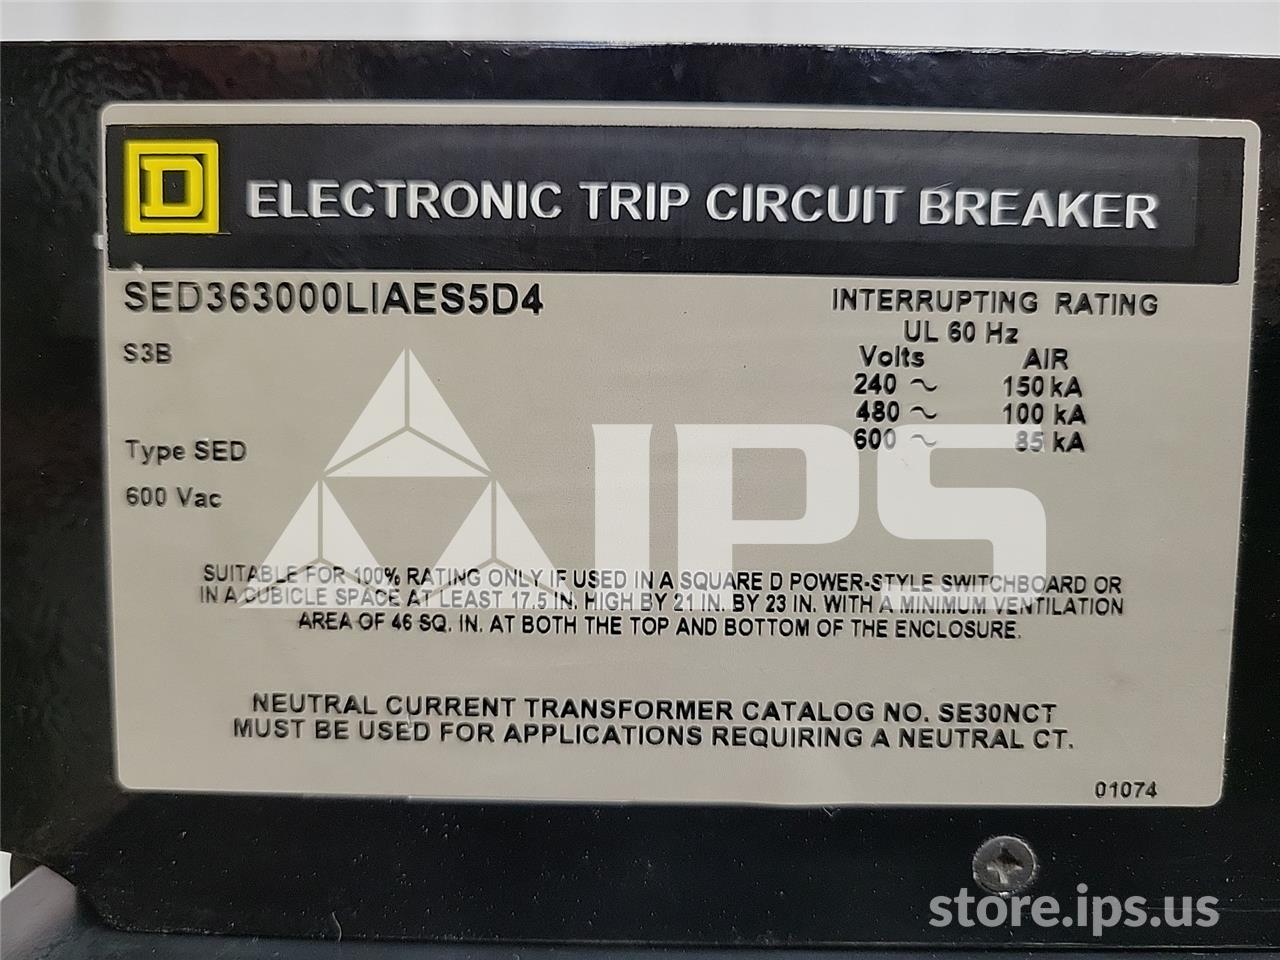 D
ELECTRONIC TRIP CIRCUIT BREAKER
SED363000LIAES5D4
S3B
Type SED
600 Vac
INTERRUPTING RATING
UL 60 Hz
Volts AIR
240 ~ 150 kA
480 ~ 100 kA
600 ~ 85 kA
IPS
SUITABLE FOR 100% RATING ONLY IF USED IN A SQUARE D POWER-STYLE SWITCHBOARD OR
IN A CUBICLE SPACE AT LEAST 17.5 IN. HIGH BY 21 IN. BY 23 IN. WITH A MINIMUM VENTILATION
AREA OF 46 SQ. IN. AT BOTH THE TOP AND BOTTOM OF THE ENCLOSURE.
NEUTRAL CURRENT TRANSFORMER CATALOG NO. SE30NCT
MUST BE USED FOR APPLICATIONS REQUIRING A NEUTRAL CT.
01074
store.ips.us